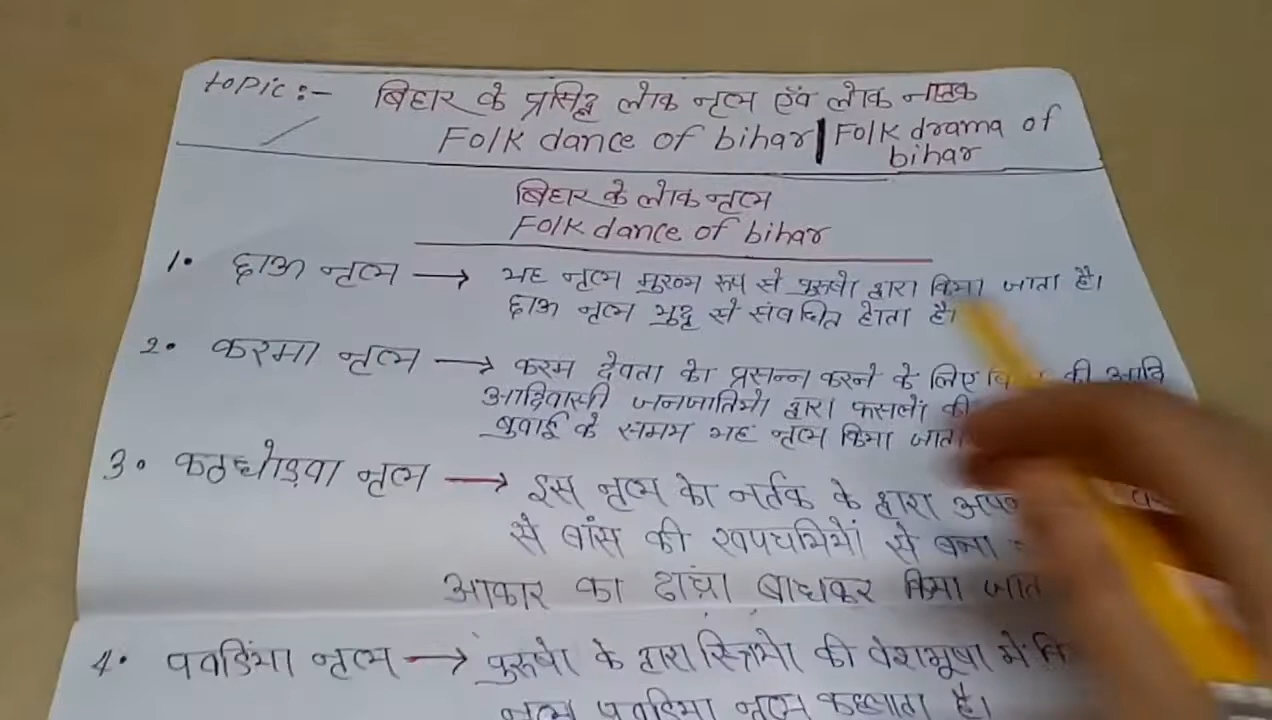 topic:- बिहार के प्रसिद्ध लोक नृत्य एवं लोक नाटक
Folk dance of bihar | Folk drama of bihar
बिहार के लोक नृत्य
Folk dance of bihar
1. छाऊ नृत्य → यह नृत्य मुख्य रूप से पुरुषो द्वारा किया जाता है।
छाऊ नृत्य युद्ध से संबंधित होता है।
2. करमा नृत्य → करम देवता को प्रसन्न करने के लिए की आदि
आदिवासी जनजातियो द्वारा फसलों की
बुवाई के समय यह नृत्य किया जाता
3. कठघोड़वा नृत्य → इस नृत्य को नर्तक के द्वारा
से बांस की खपचयियों से बना
आकार का ढांचा बाधकर किया
4. पवड़िया नृत्य → पुरुषो के द्वारा स्त्रियो की वेशभूषा मे
नृत्य पवड़िया नृत्य कहलाता है।